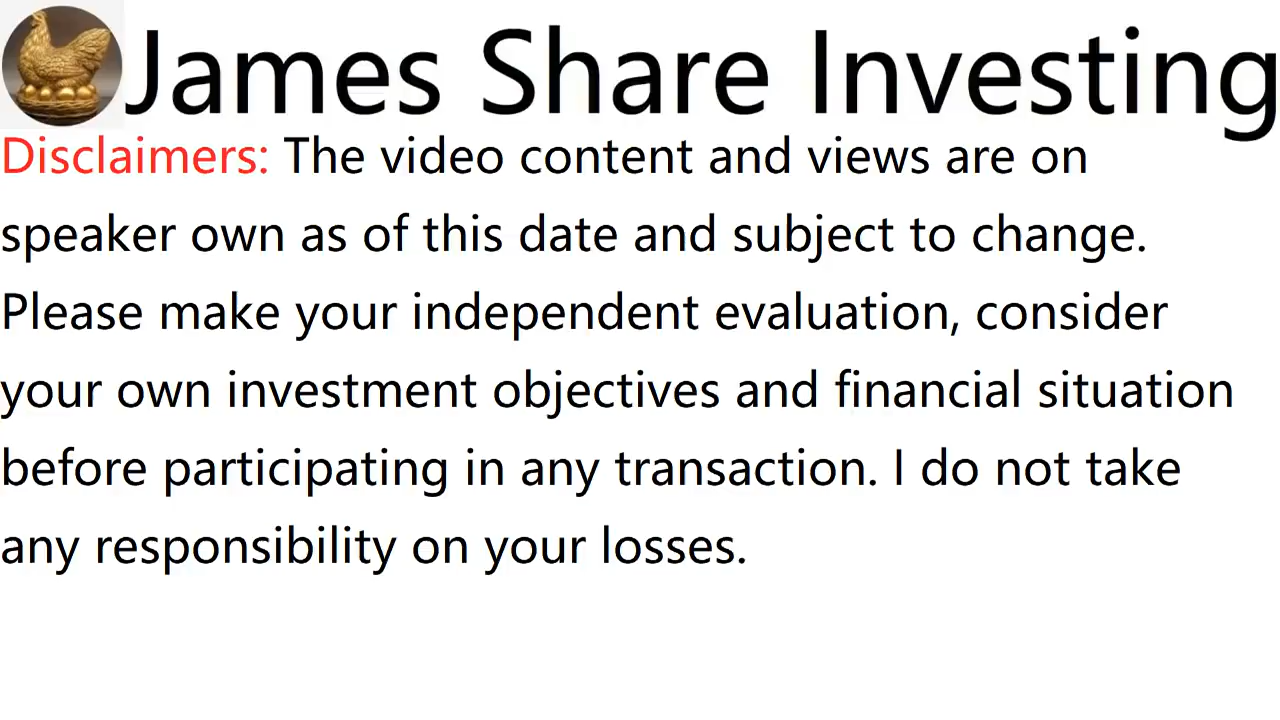 James Share Investing
Disclaimers: The video content and views are on
speaker own as of this date and subject to change.
Please make your independent evaluation, consider
your own investment objectives and financial situation
before participating in any transaction. I do not take
any responsibility on your losses.